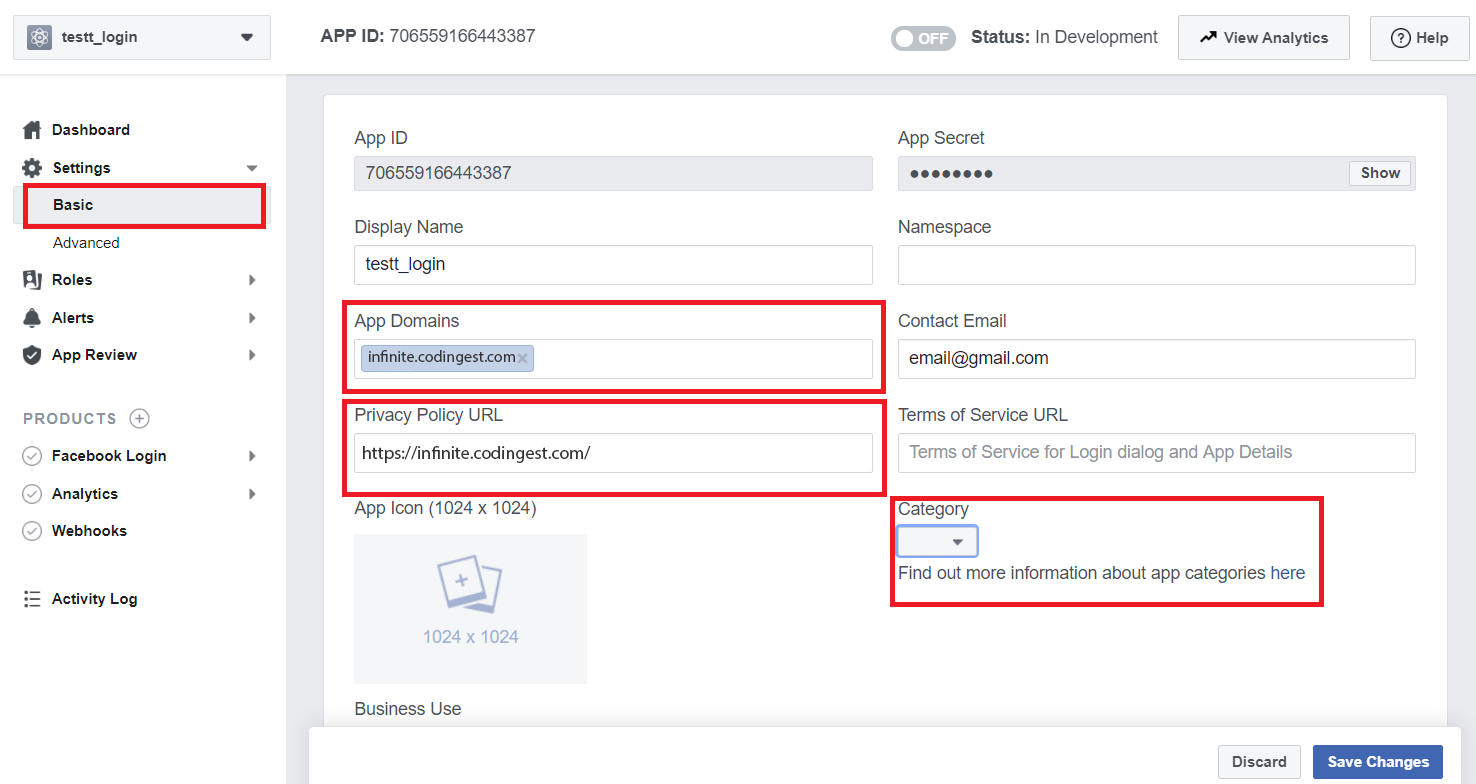 testt_login
APP ID: 706559166443387
OFF
Status: In Development
View Analytics
Help
Dashboard
Settings
Basic
Advanced
Roles
Alerts
App Review
PRODUCTS
Facebook Login
Analytics
Webhooks
Activity Log
App ID
706559166443387
App Secret
●●●●●●●●
Show
Display Name
testt_login
Namespace
App Domains
infinite.codingest.com
Contact Email
email@gmail.com
Privacy Policy URL
https://infinite.codingest.com/
Terms of Service URL
Terms of Service for Login dialog and App Details
App Icon (1024 x 1024)
1024 x 1024
Category
Find out more information about app categories here
Business Use
Discard
Save Changes